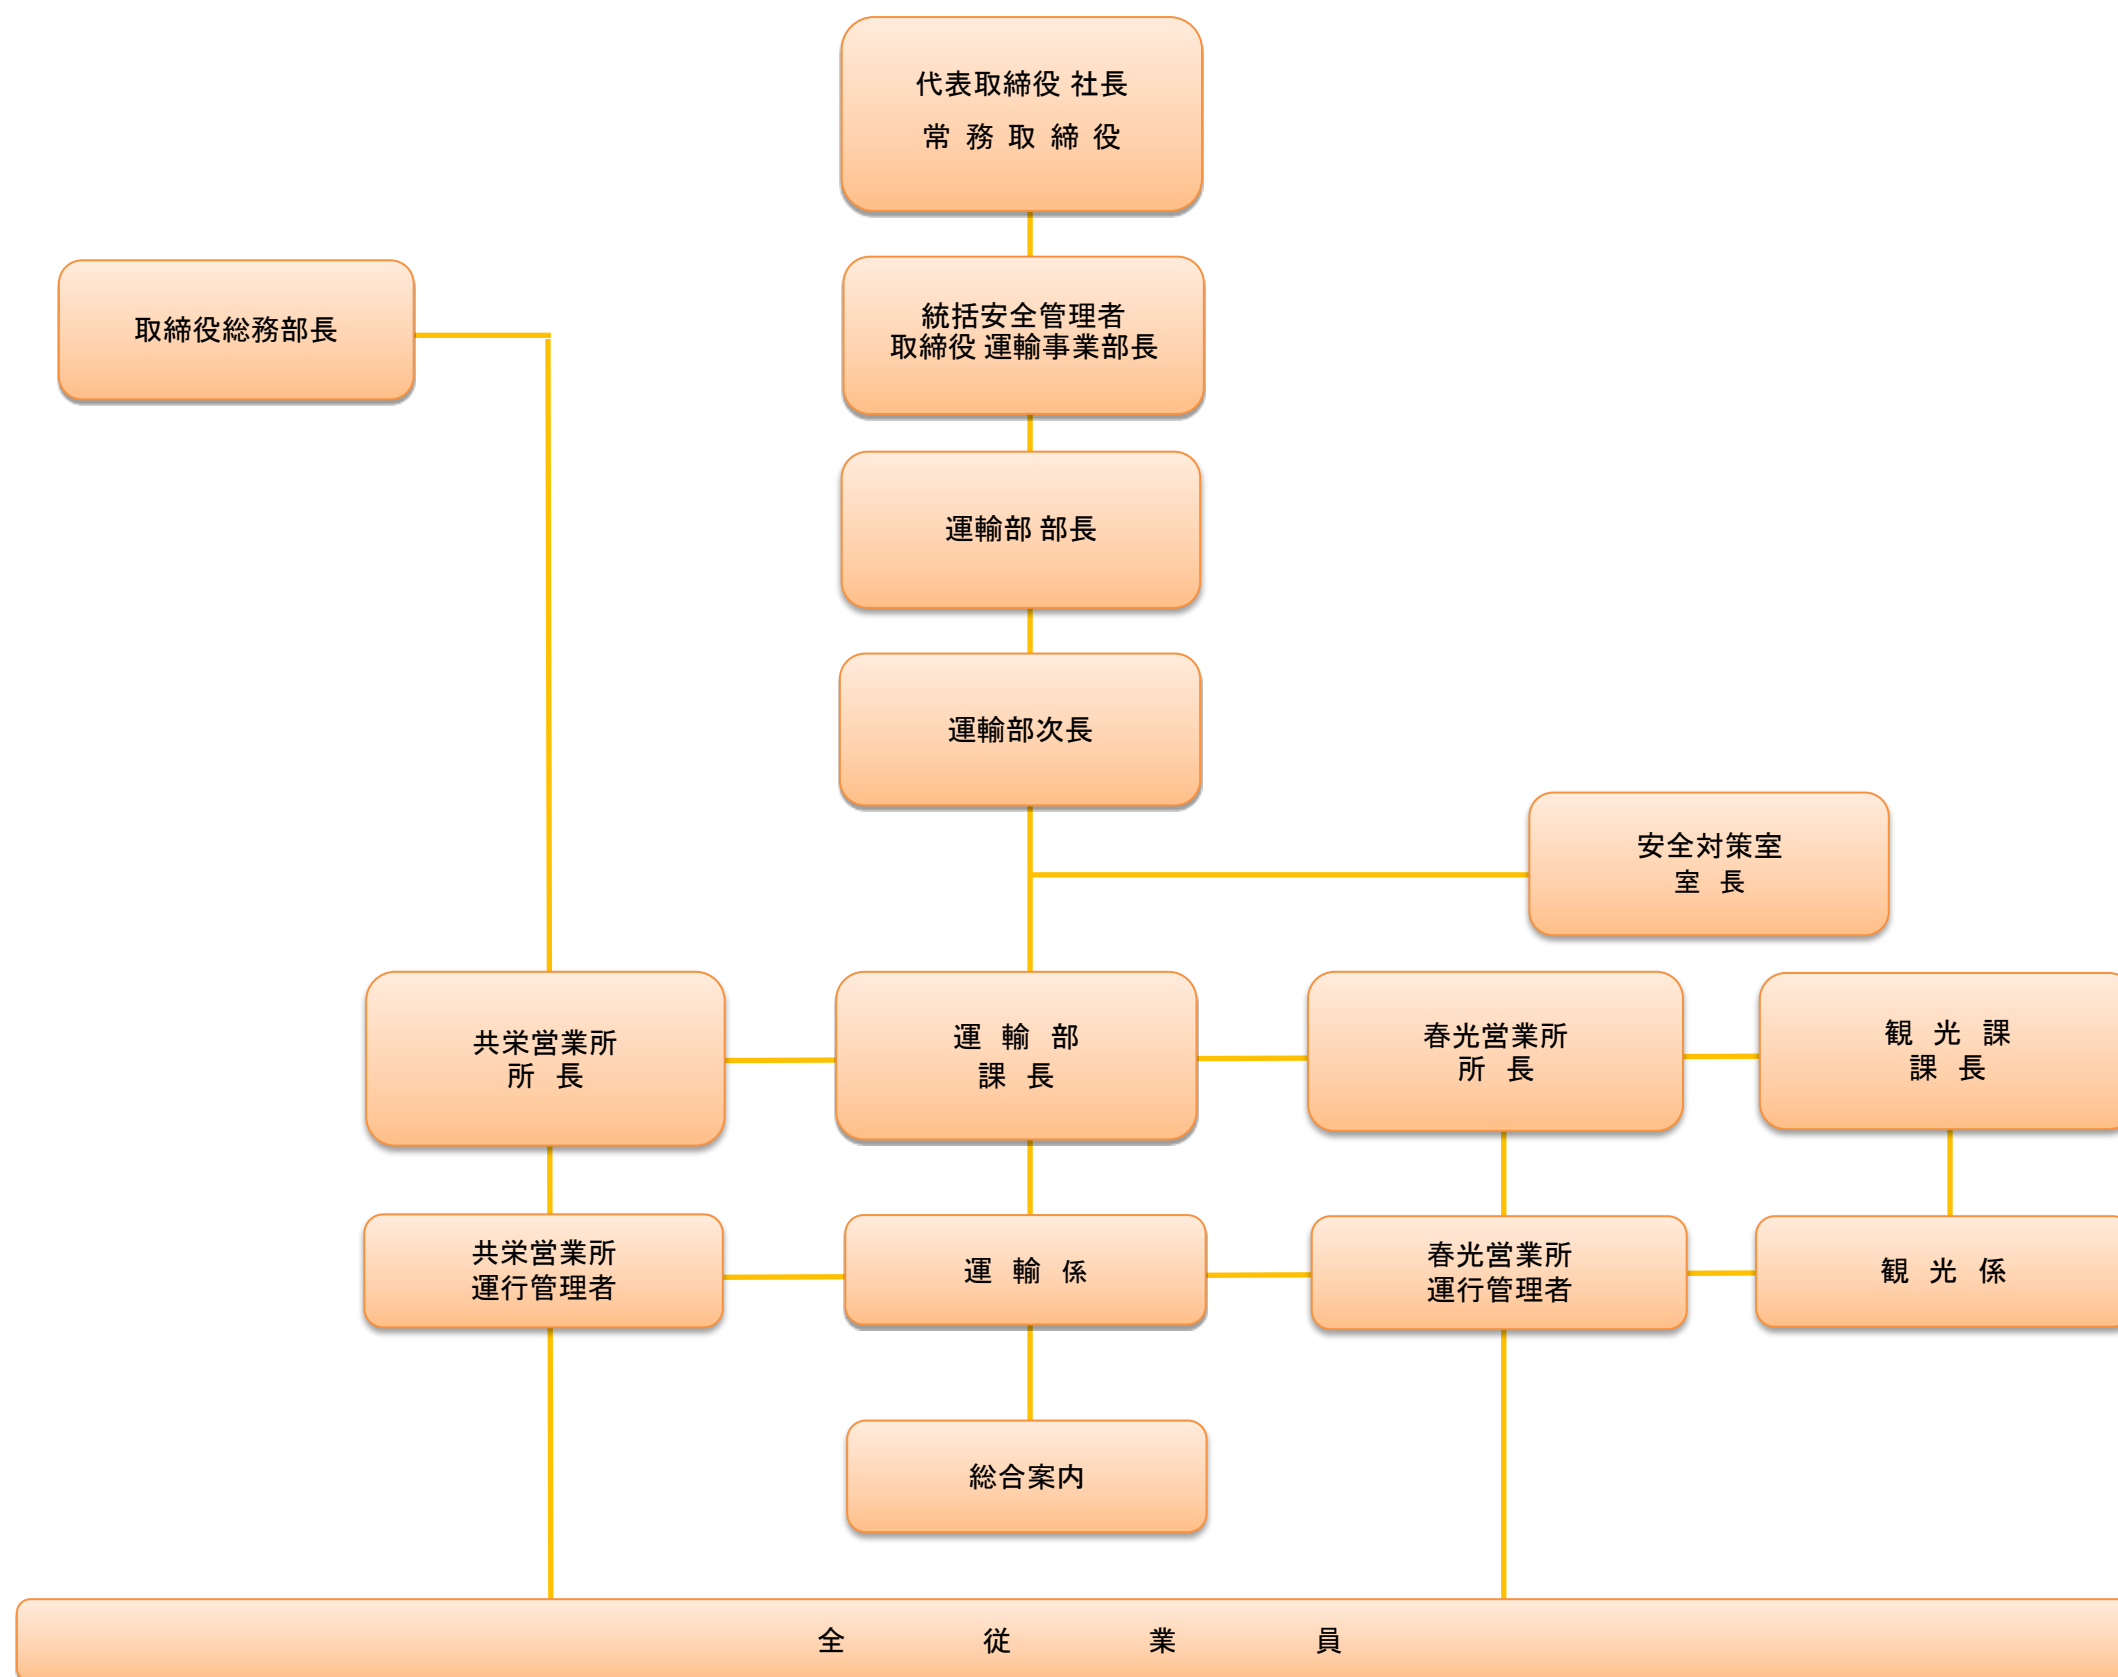 代表取締役 社長
常 務 取 締 役
取締役総務部長
統括安全管理者
取締役 運輸事業部長
運輸部 部長
運輸部次長
安全対策室
室 長
共栄営業所
所 長
運 輸 部
課 長
春光営業所
所 長
観 光 課
課 長
共栄営業所
運行管理者
運 輸 係
春光営業所
運行管理者
観 光 係
総合案内
全 従 業 員